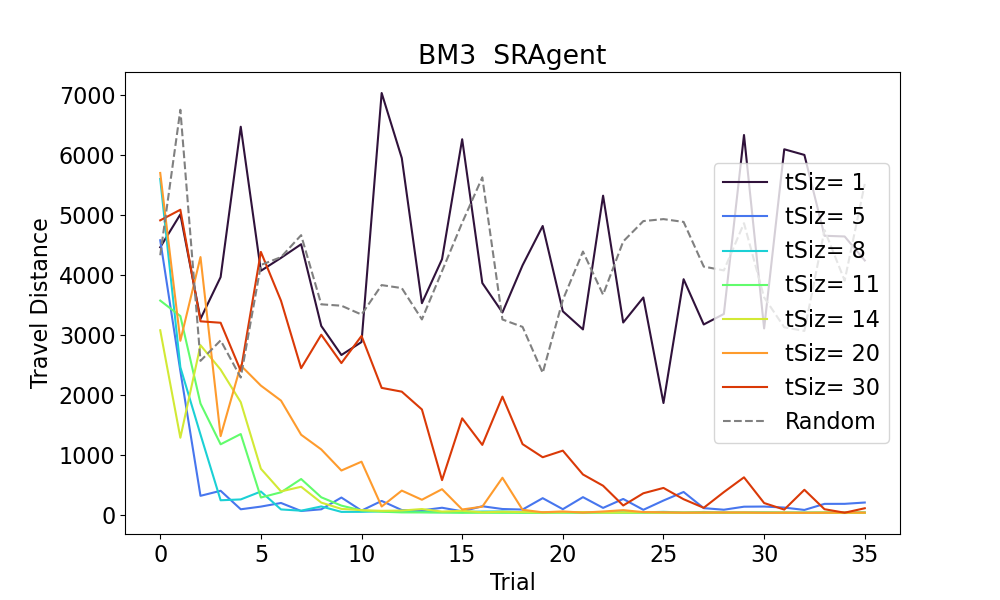 BM3  SRAgent
Travel Distance
7000
6000
5000
4000
3000
2000
1000
0
0 5 10 15 20 25 30 35
Trial
tSiz= 1
tSiz= 5
tSiz= 8
tSiz= 11
tSiz= 14
tSiz= 20
tSiz= 30
Random